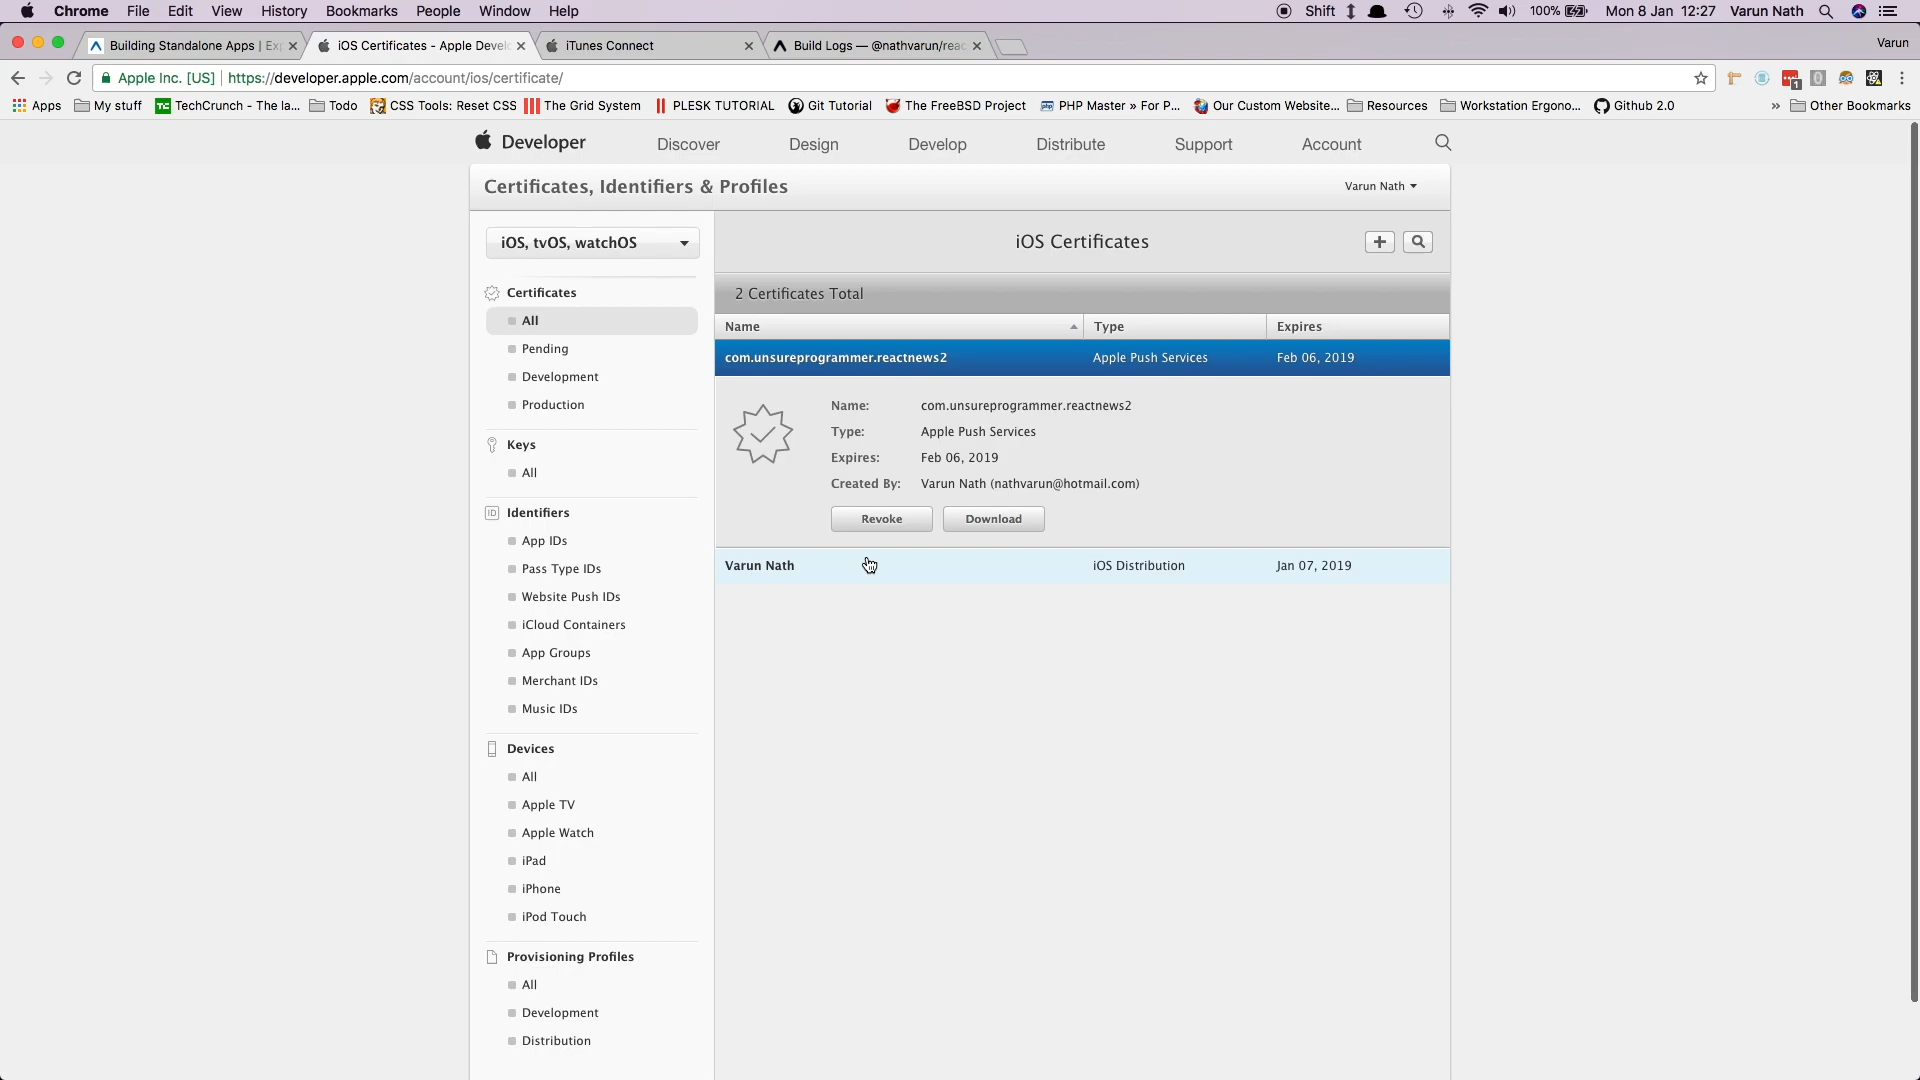 Chrome File Edit View History Bookmarks People Window Help Shift 100% Mon 8 Jan 12:27 Varun Nath
Building Standalone Apps | Ex iOS Certificates - Apple Devel iTunes Connect Build Logs — @nathvarun/reac Varun
Apple Inc. [US] https://developer.apple.com/account/ios/certificate/ 1
Apps My stuff TechCrunch - The la... Todo CSS Tools: Reset CSS The Grid System PLESK TUTORIAL Git Tutorial The FreeBSD Project PHP Master » For P... Our Custom Website... Resources Workstation Ergono... Github 2.0 » Other Bookmarks
Developer Discover Design Develop Distribute Support Account
Certificates, Identifiers & Profiles Varun Nath
iOS, tvOS, watchOS
Certificates
All
Pending
Development
Production
Keys
All
ID Identifiers
App IDs
Pass Type IDs
Website Push IDs
iCloud Containers
App Groups
Merchant IDs
Music IDs
Devices
All
Apple TV
Apple Watch
iPad
iPhone
iPod Touch
Provisioning Profiles
All
Development
Distribution
iOS Certificates
2 Certificates Total
Name Type Expires
com.unsureprogrammer.reactnews2 Apple Push Services Feb 06, 2019
Name: com.unsureprogrammer.reactnews2
Type: Apple Push Services
Expires: Feb 06, 2019
Created By: Varun Nath (nathvarun@hotmail.com)
Revoke Download
Varun Nath iOS Distribution Jan 07, 2019